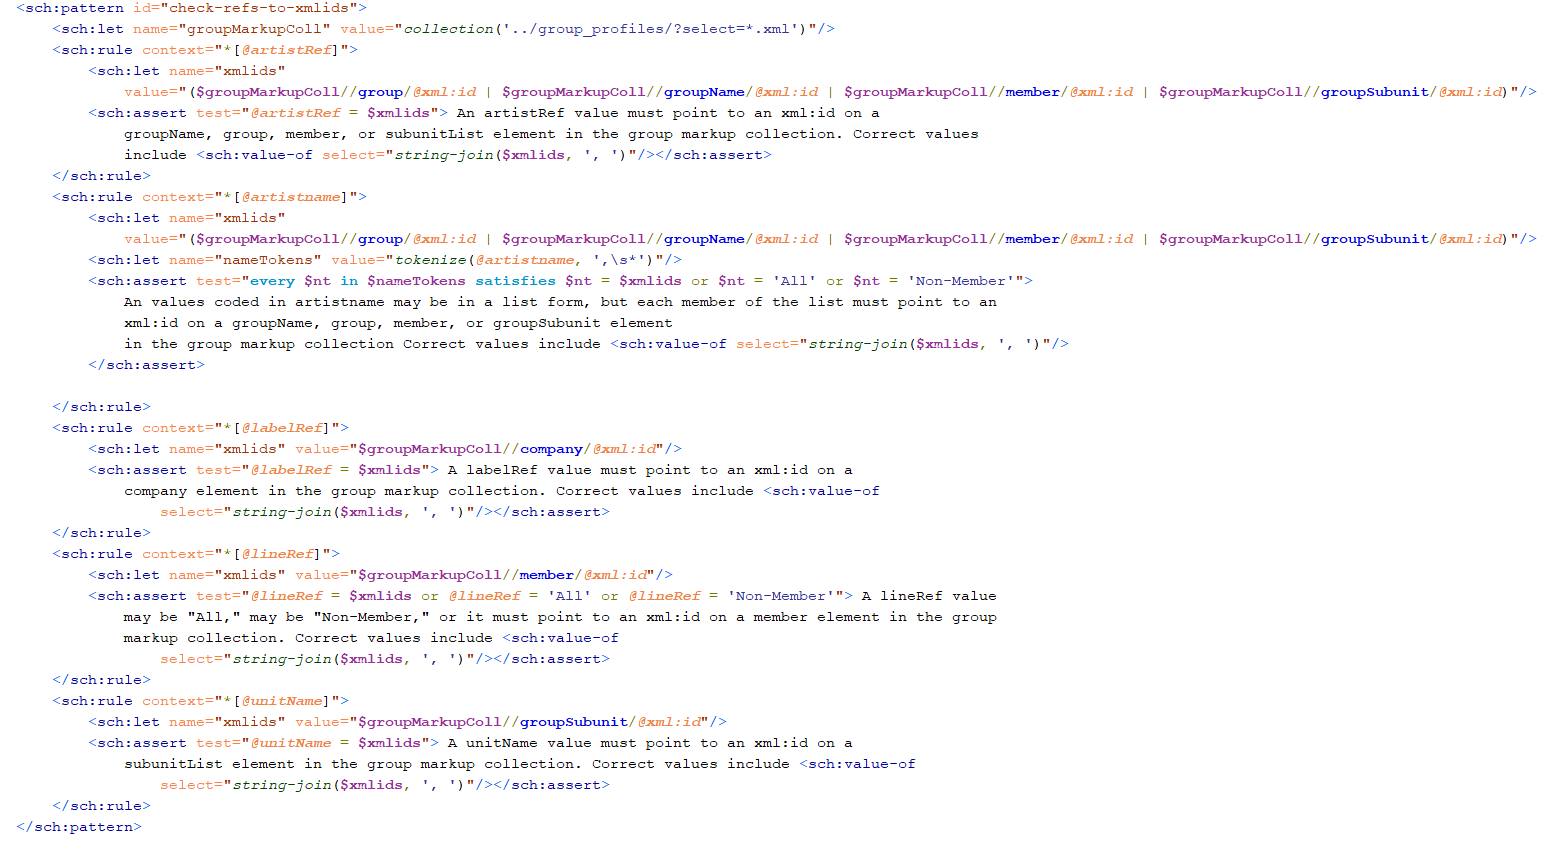 <sch:pattern id="check-refs-to-xmlids">
<sch:let name="groupMarkupColl" value="collection('../group_profiles/?select=*.xml')"/>
<sch:rule context="*[@artistRef]">
<sch:let name="xmlids"
value="($groupMarkupColl//group/@xml:id | $groupMarkupColl//groupName/@xml:id | $groupMarkupColl//member/@xml:id | $groupMarkupColl//groupSubunit/@xml:id)"/>
<sch:assert test="@artistRef = $xmlids"> An artistRef value must point to an xml:id on a
groupName, group, member, or subunitList element in the group markup collection. Correct values
include <sch:value-of select="string-join($xmlids, ', ')"/></sch:assert>
</sch:rule>
<sch:rule context="*[@artistname]">
<sch:let name="xmlids"
value="($groupMarkupColl//group/@xml:id | $groupMarkupColl//groupName/@xml:id | $groupMarkupColl//member/@xml:id | $groupMarkupColl//groupSubunit/@xml:id)"/>
<sch:let name="nameTokens" value="tokenize(@artistname, ',\s*')"/>
<sch:assert test="every $nt in $nameTokens satisfies $nt = $xmlids or $nt = 'All' or $nt = 'Non-Member'">
An values coded in artistname may be in a list form, but each member of the list must point to an
xml:id on a groupName, group, member, or groupSubunit element
in the group markup collection Correct values include <sch:value-of select="string-join($xmlids, ', ')"/>
</sch:assert>
</sch:rule>
<sch:rule context="*[@labelRef]">
<sch:let name="xmlids" value="$groupMarkupColl//company/@xml:id"/>
<sch:assert test="@labelRef = $xmlids"> A labelRef value must point to an xml:id on a
company element in the group markup collection. Correct values include <sch:value-of
select="string-join($xmlids, ', ')"/></sch:assert>
</sch:rule>
<sch:rule context="*[@lineRef]">
<sch:let name="xmlids" value="$groupMarkupColl//member/@xml:id"/>
<sch:assert test="@lineRef = $xmlids or @lineRef = 'All' or @lineRef = 'Non-Member'"> A lineRef value
may be "All," may be "Non-Member," or it must point to an xml:id on a member element in the group
markup collection. Correct values include <sch:value-of
select="string-join($xmlids, ', ')"/></sch:assert>
</sch:rule>
<sch:rule context="*[@unitName]">
<sch:let name="xmlids" value="$groupMarkupColl//groupSubunit/@xml:id"/>
<sch:assert test="@unitName = $xmlids"> A unitName value must point to an xml:id on a
subunitList element in the group markup collection. Correct values include <sch:value-of
select="string-join($xmlids, ', ')"/></sch:assert>
</sch:rule>
</sch:pattern>